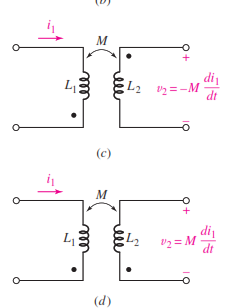 (b)
i₁
M
L₁ L₂
+
v₂ = −M di₁/dt
−
(c)
i₁
M
L₁ L₂
+
v₂ = M di₁/dt
−
(d)